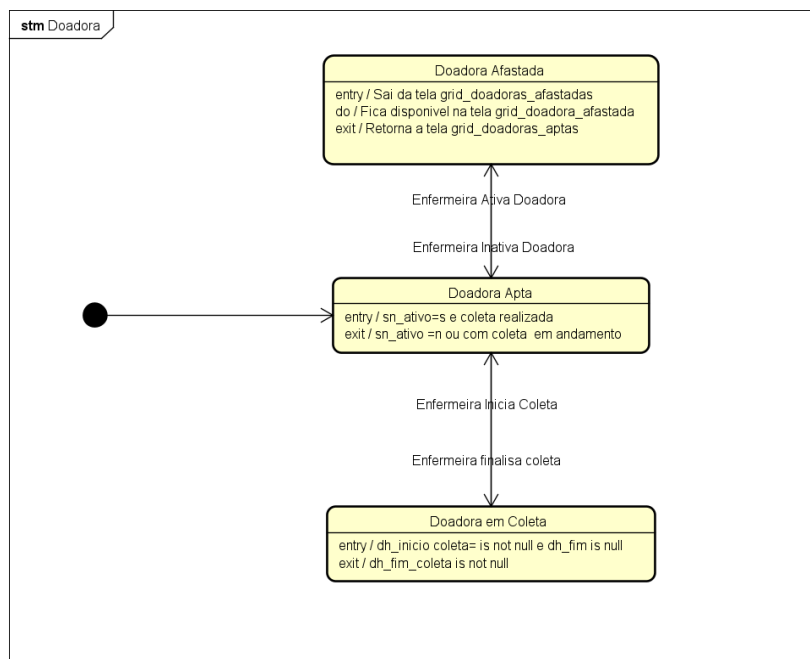 stm Doadora
Doadora Afastada
entry / Sai da tela grid_doadoras_afastadas
do / Fica disponivel na tela grid_doadora_afastada
exit / Retorna a tela grid_doadoras_aptas
Enfermeira Ativa Doadora
Enfermeira Inativa Doadora
Doadora Apta
entry / sn_ativo=s e coleta realizada
exit / sn_ativo =n ou com coleta em andamento
Enfermeira Inicia Coleta
Enfermeira finalisa coleta
Doadora em Coleta
entry / dh_inicio coleta= is not null e dh_fim is null
exit / dh_fim_coleta is not null